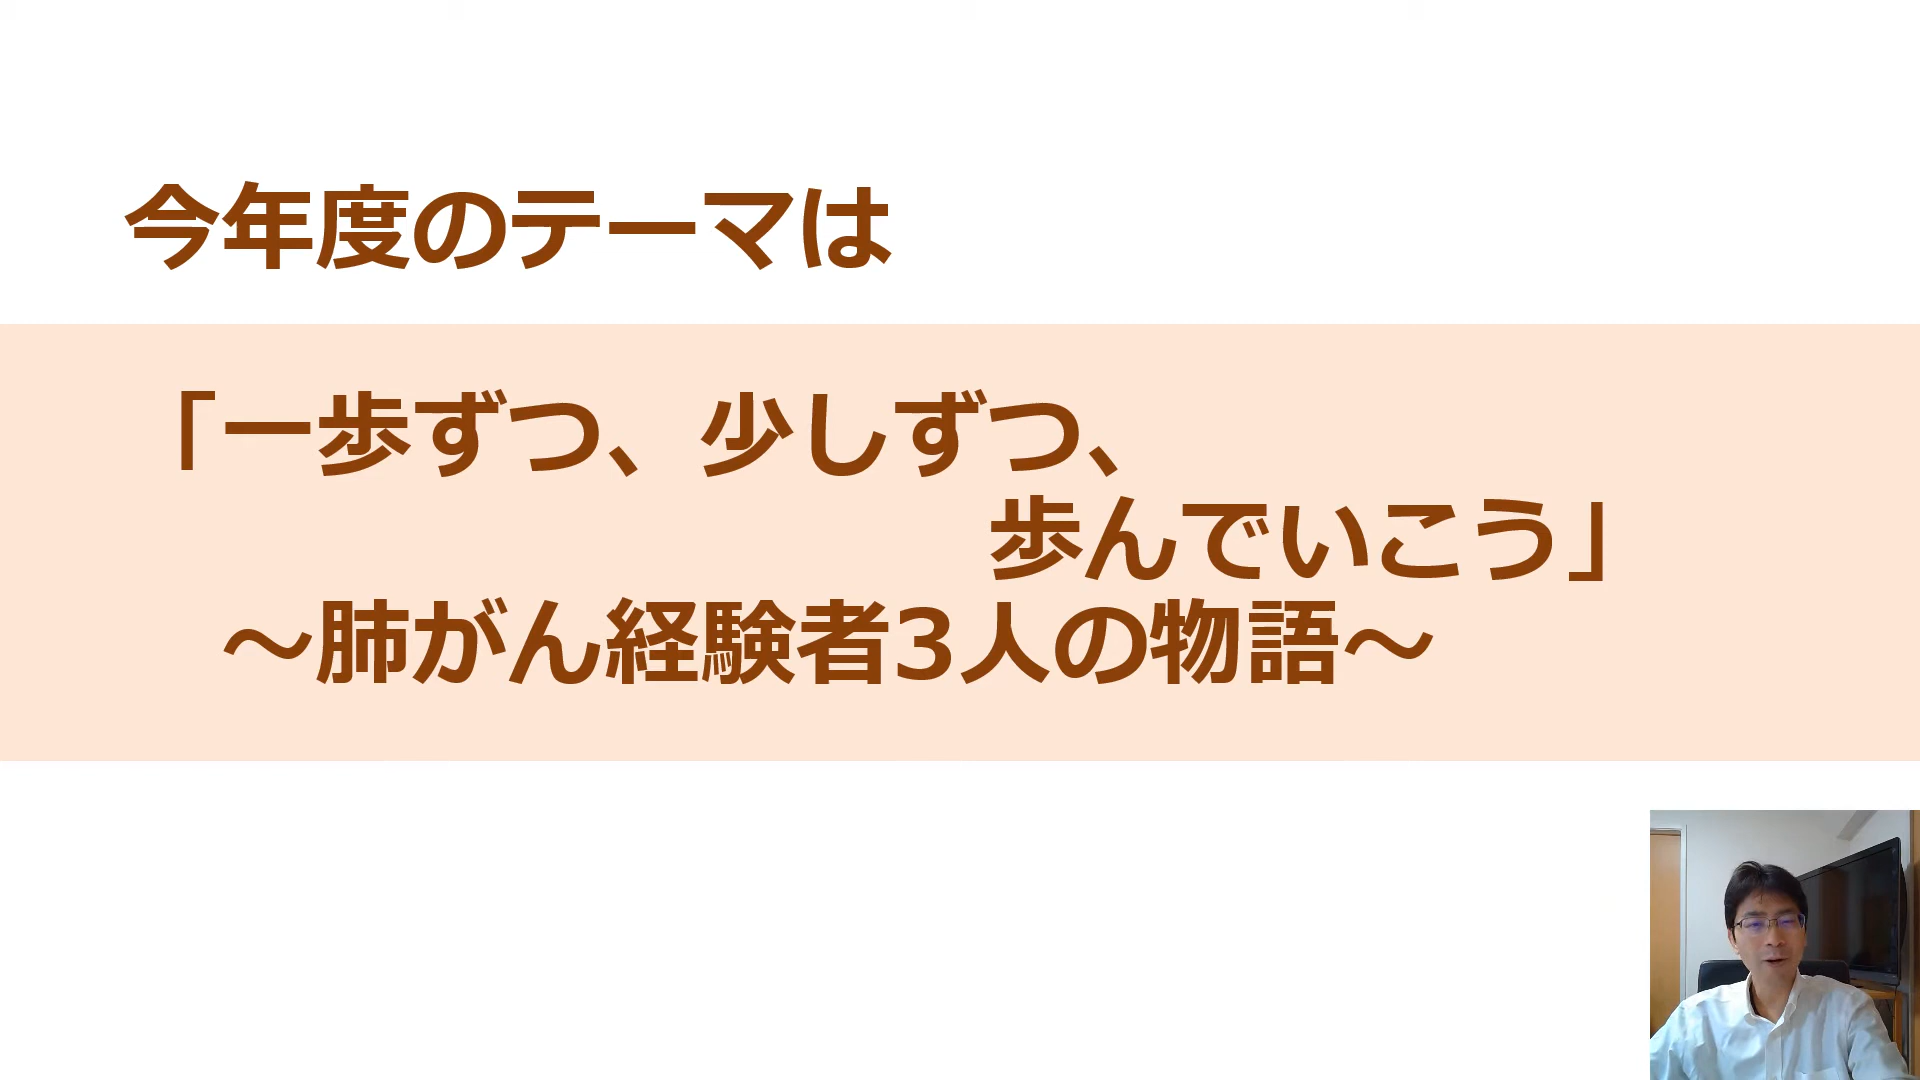 今年度のテーマは
「一歩ずつ、少しずつ、
歩んでいこう」
～肺がん経験者3人の物語～